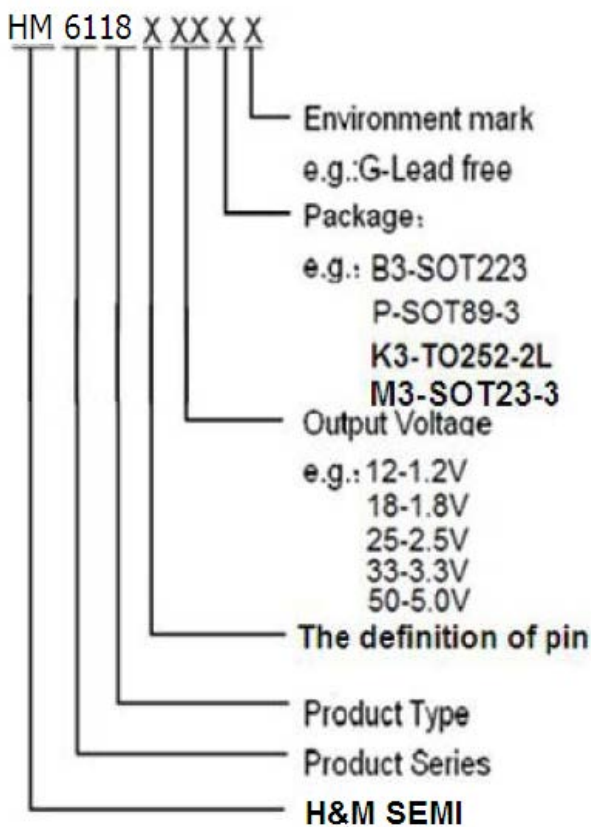 HM 6118 X XX X X
Environment mark
e.g.:G-Lead free
Package:
e.g.: B3-SOT223
P-SOT89-3
K3-TO252-2L
M3-SOT23-3
Output Voltage
e.g.: 12-1.2V
18-1.8V
25-2.5V
33-3.3V
50-5.0V
The definition of pin
Product Type
Product Series
H&M SEMI